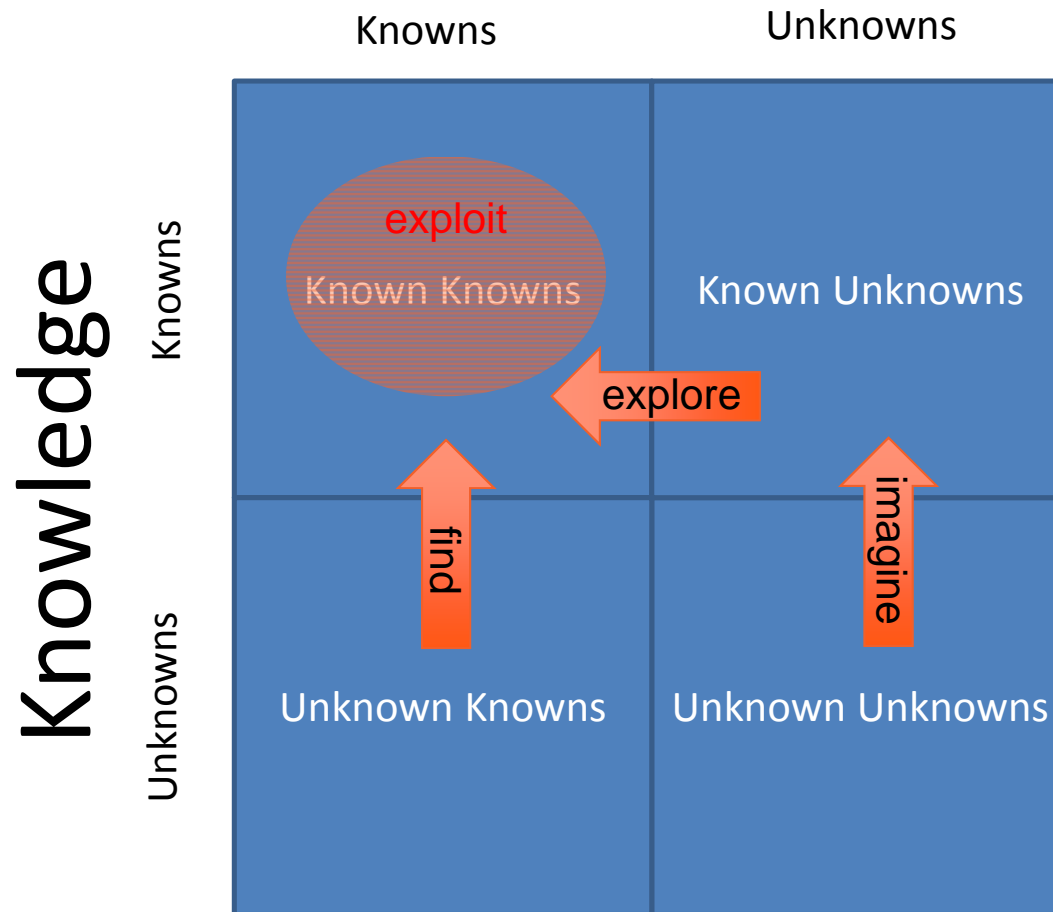 Knowns
Unknowns
Knowledge
Knowns
exploit
Known Knowns
Known Unknowns
explore
find
imagine
Unknowns
Unknown Knowns
Unknown Unknowns